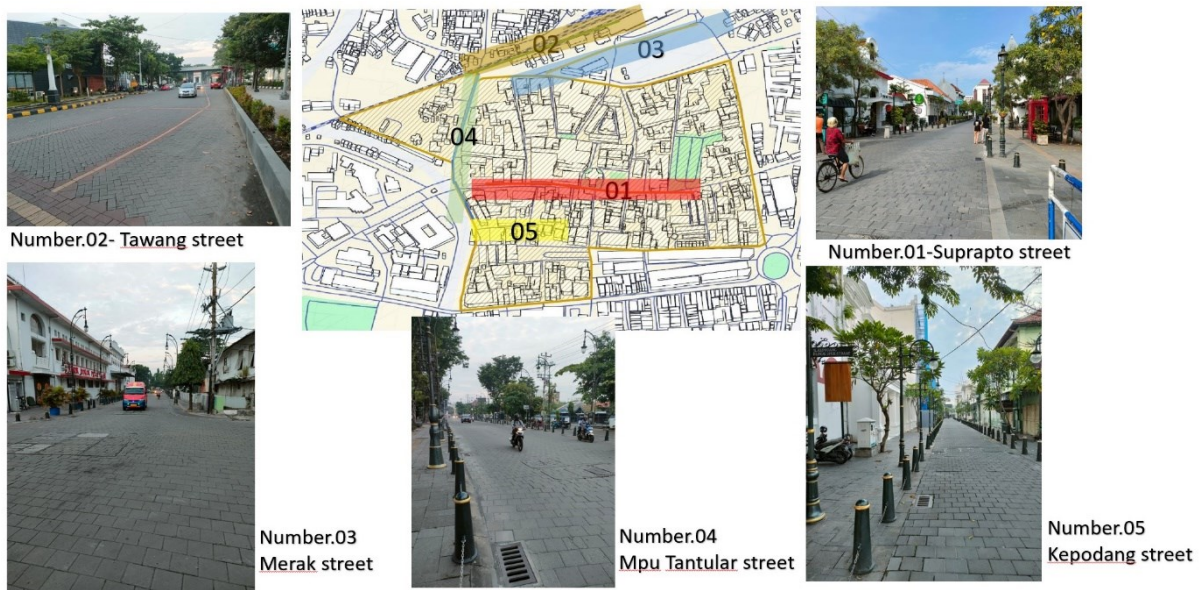 02
03
04
01
05
Number.02- Tawang street
Number.01-Suprapto street
Number.03
Merak street
Number.04
Mpu Tantular street
Number.05
Kepodang street